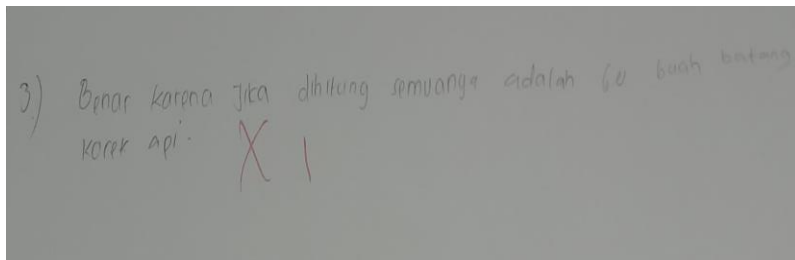 3) Benar karena Jika dihitung semuanya adalah 60 buah batang
korek api.
X 1